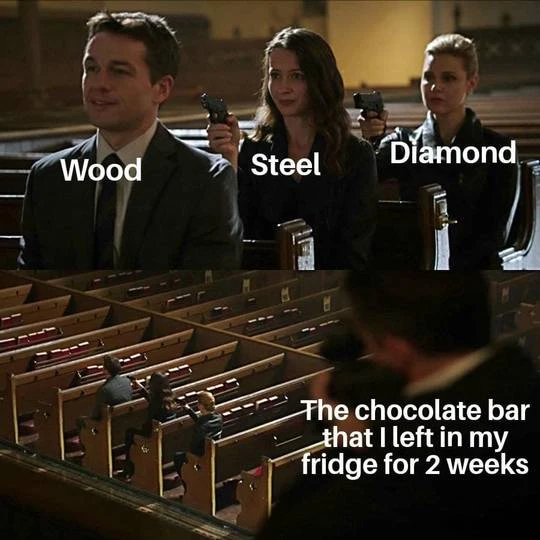 Wood
Steel
Diamond
The chocolate bar
that I left in my
fridge for 2 weeks